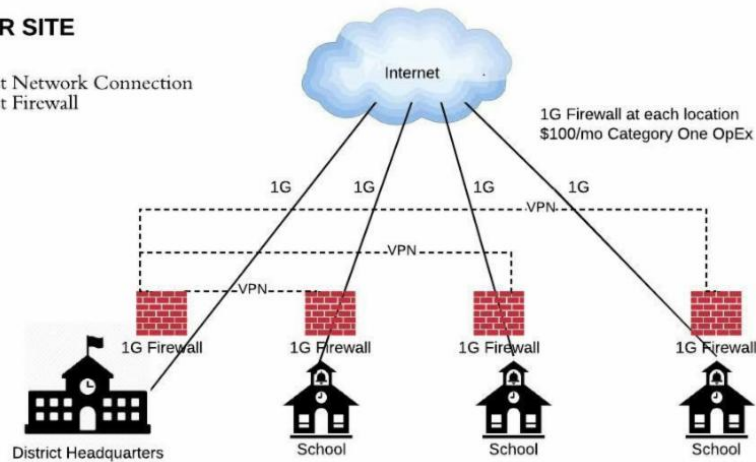 R SITE
t Network Connection
t Firewall
Internet
1G Firewall at each location
$100/mo Category One OpEx
1G
1G
1G
1G
VPN
VPN
VPN
1G Firewall
1G Firewall
1G Firewall
1G Firewall
District Headquarters
School
School
School